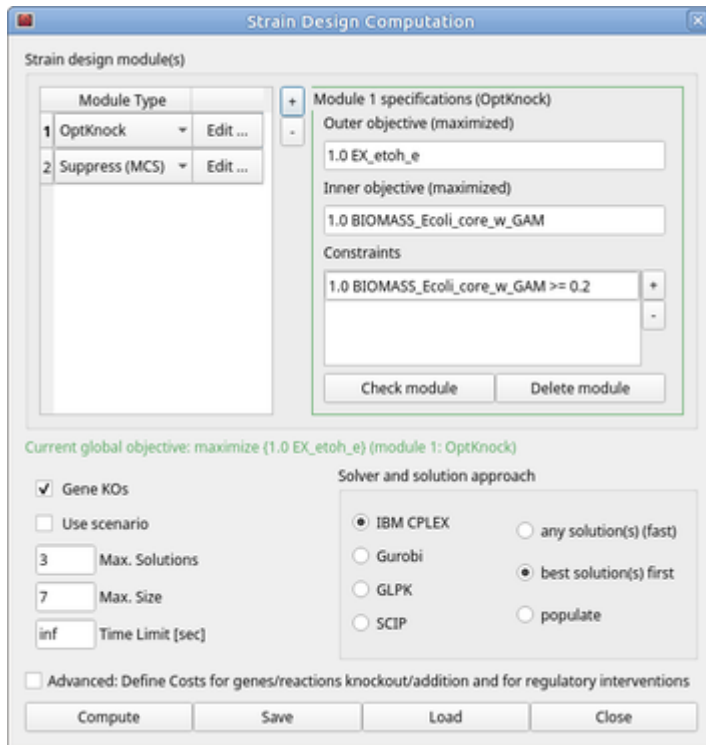 Strain Design Computation
Strain design module(s)
Module Type
1 OptKnock Edit ...
2 Suppress (MCS) Edit ...
+
-
Module 1 specifications (OptKnock)
Outer objective (maximized)
1.0 EX_etoh_e
Inner objective (maximized)
1.0 BIOMASS_Ecoli_core_w_GAM
Constraints
1.0 BIOMASS_Ecoli_core_w_GAM >= 0.2
+
-
Check module Delete module
Current global objective: maximize {1.0 EX_etoh_e} (module 1: OptKnock)
Gene KOs
Use scenario
3 Max. Solutions
7 Max. Size
inf Time Limit [sec]
Solver and solution approach
IBM CPLEX
Gurobi
GLPK
SCIP
any solution(s) (fast)
best solution(s) first
populate
Advanced: Define Costs for genes/reactions knockout/addition and for regulatory interventions
Compute Save Load Close